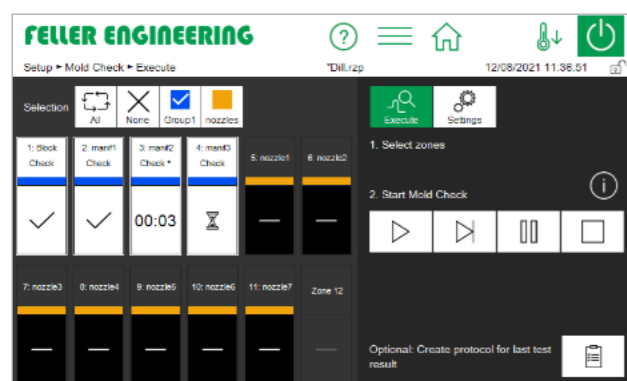 FELLER ENGINEERING
Setup ► Mold Check ► Execute
*Dill.rzp
12/08/2021 11:36:51
Selection
All
None
Group1
nozzles
Execute
Settings
1: Block
Check
2: manif1
Check
3: manif2
Check *
4: manif3
Check
5: nozzle1
6: nozzle2
1. Select zones
2. Start Mold Check
00:03
7: nozzle3
8: nozzle4
9: nozzle5
10: nozzle6
11: nozzle7
Zone 12
Optional: Create protocol for last test
result